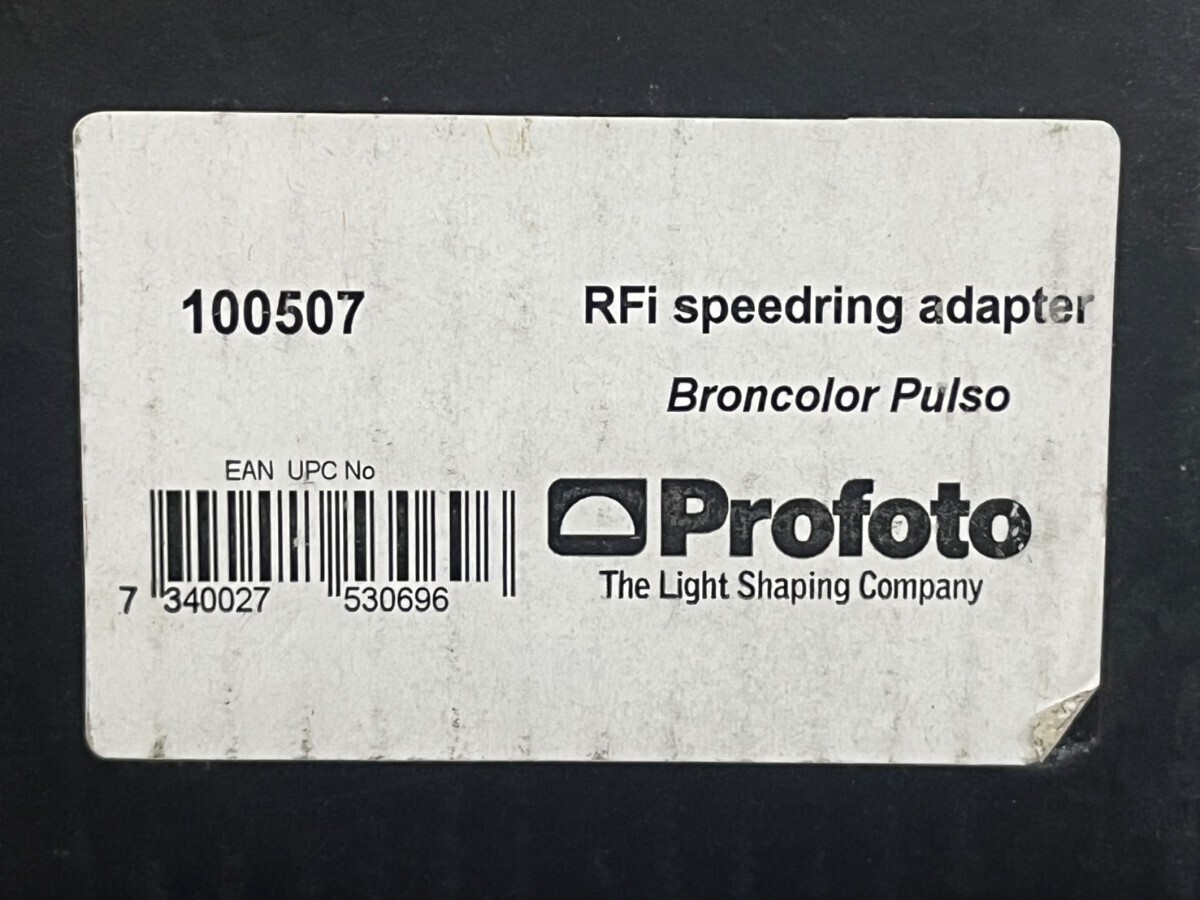 100507
RFi speedring adapter
Broncolor Pulso
EAN UPC No
7 340027 530696
Profoto
The Light Shaping Company